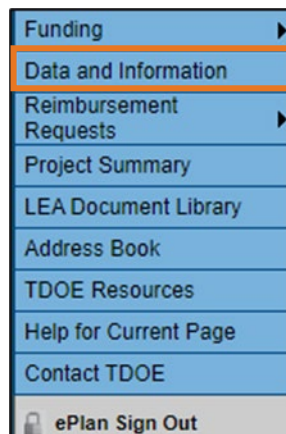 Funding
Data and Information
Reimbursement
Requests
Project Summary
LEA Document Library
Address Book
TDOE Resources
Help for Current Page
Contact TDOE
ePlan Sign Out